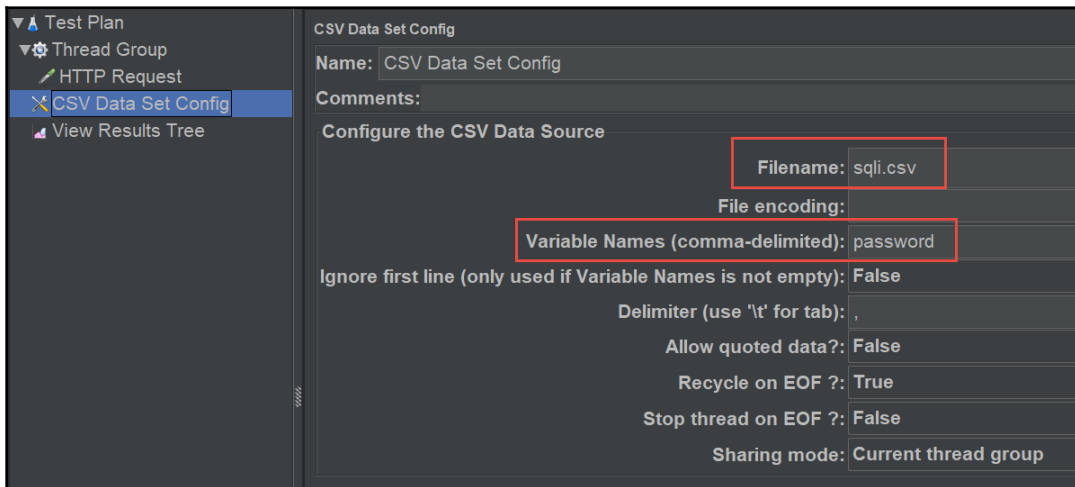 Test Plan
Thread Group
HTTP Request
CSV Data Set Config
View Results Tree
CSV Data Set Config
Name: CSV Data Set Config
Comments:
Configure the CSV Data Source
Filename: sqli.csv
File encoding:
Variable Names (comma-delimited): password
Ignore first line (only used if Variable Names is not empty): False
Delimiter (use '\t' for tab): ,
Allow quoted data?: False
Recycle on EOF ?: True
Stop thread on EOF ?: False
Sharing mode: Current thread group